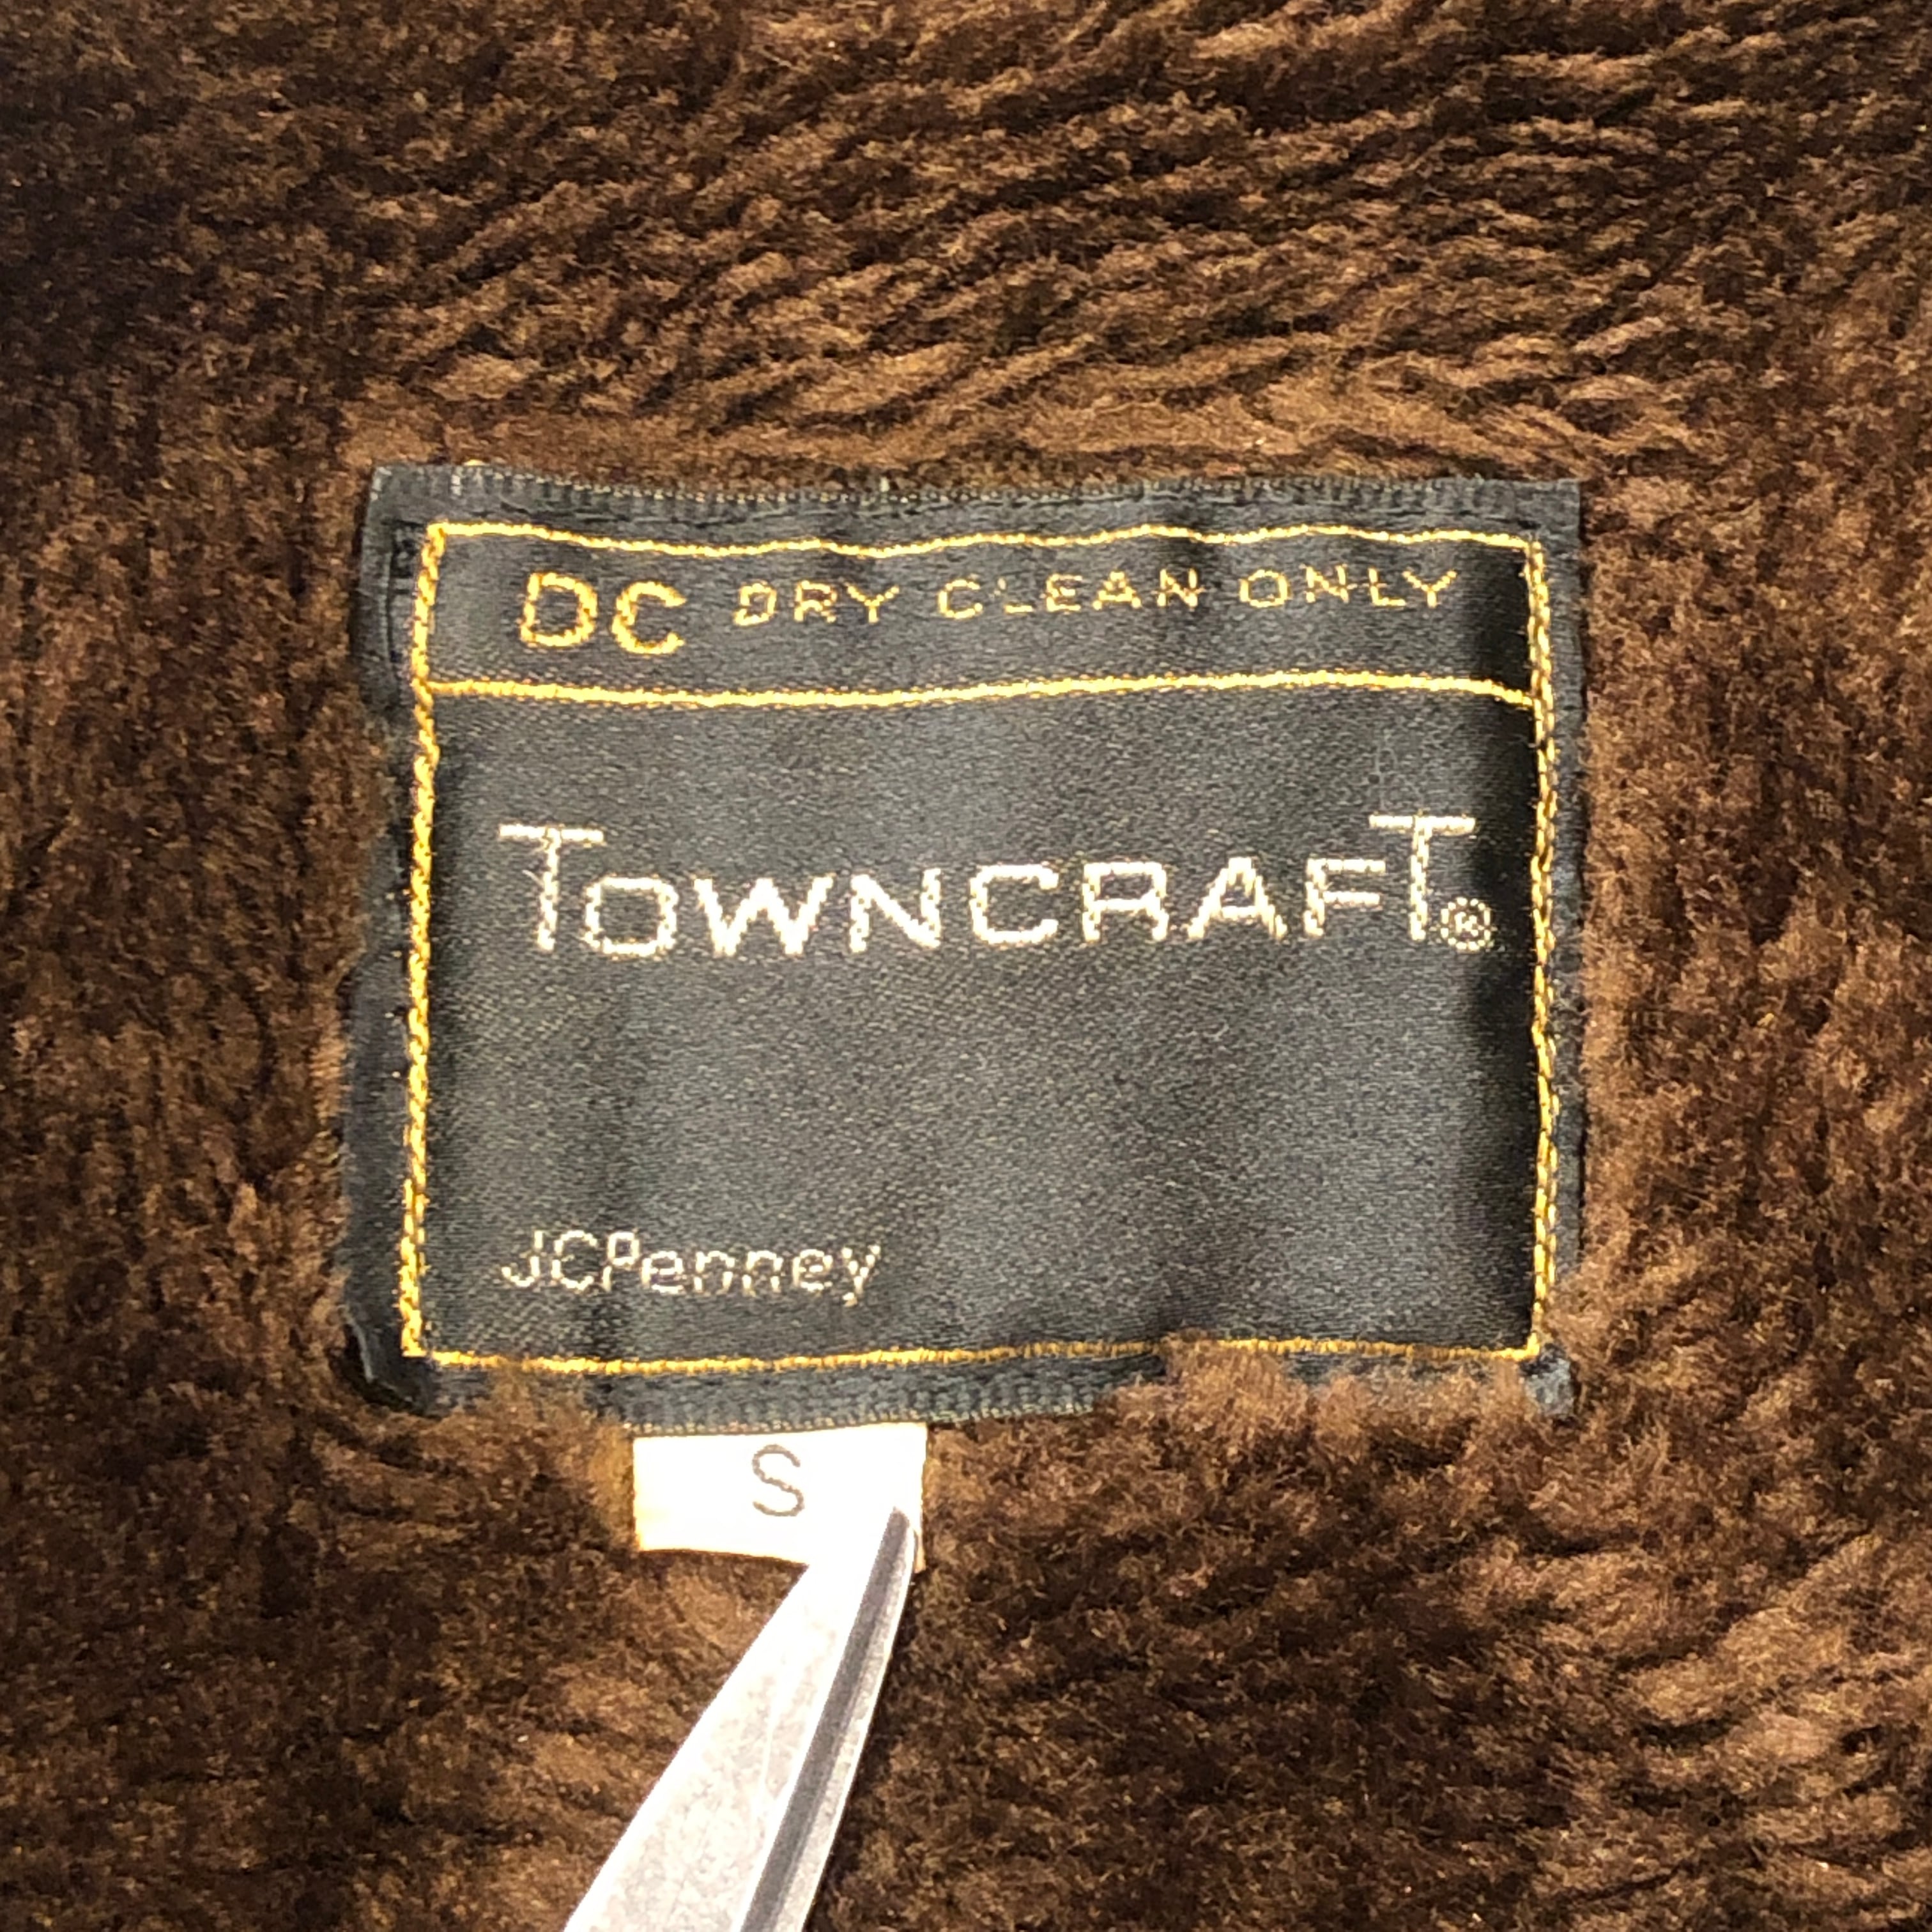 DC DRY CLEAN ONLY
TOWNCRAFT®
JCPenney
S